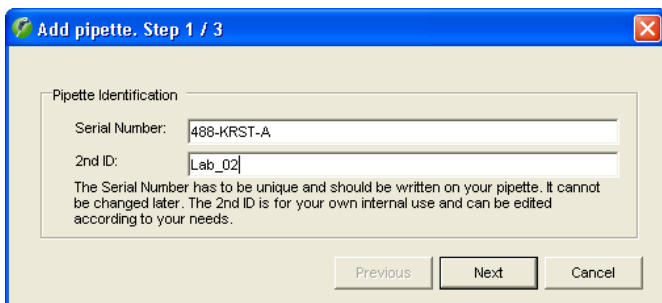 Add pipette. Step 1 / 3
Pipette Identification
Serial Number: 488-KRST-A
2nd ID: Lab_02
The Serial Number has to be unique and should be written on your pipette. It cannot
be changed later. The 2nd ID is for your own internal use and can be edited
according to your needs.
Previous Next Cancel